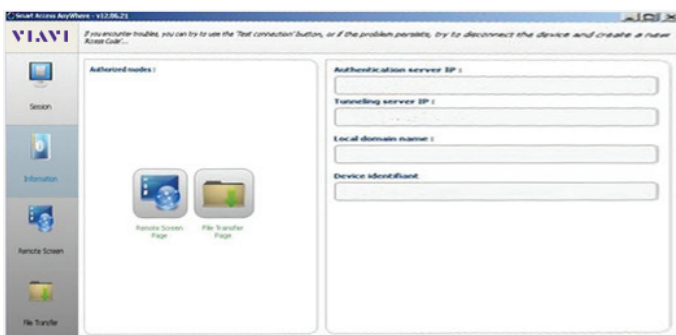 Smart Access AnyWhere - v12.06.21
VIAVI
If you encounter troubles, you can try to use the 'Test connection' button, or if the problem persists, try to disconnect the device and create a new
Access Code'...
Session
Information
Remote Screen
File Transfer
Authorized modes :
Remote Screen
Page
File Transfer
Page
Authentication server IP :
Tunneling server IP :
Local domain name :
Device identifiant